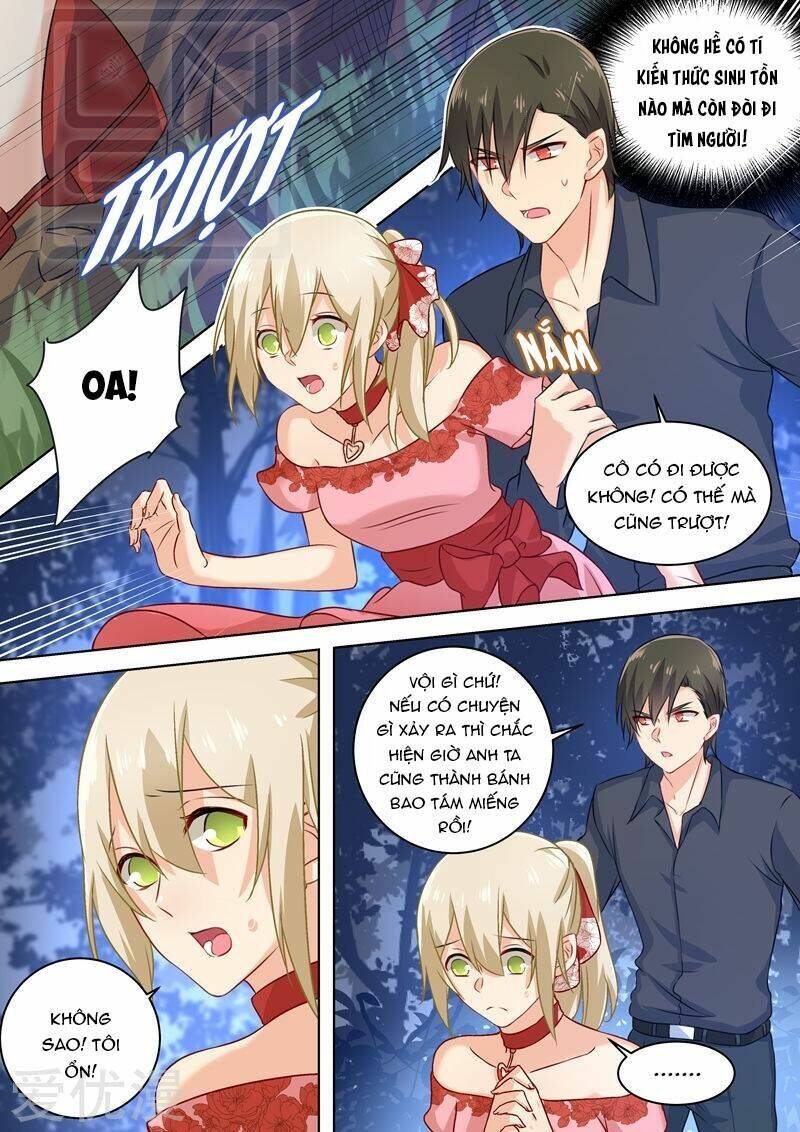 KHÔNG HỀ CÓ TÍ
KIẾN THỨC SINH TỒN
NÀO MÀ CÒN ĐÒI ĐI
TÌM NGƯỜI!
TRƯỢT
OA!
NẮM
CÔ CÓ ĐI ĐƯỢC
KHÔNG! CÓ THẾ MÀ
CŨNG TRƯỢT!
VỘI GÌ CHỨ!
NẾU CÓ CHUYỆN
GÌ XẢY RA THÌ CHẮC
HIỆN GIỜ ANH TA
CŨNG THÀNH BÁNH
BAO TÁM MIẾNG
RỒI!
KHÔNG
SAO! TÔI
ỔN!
.......
爱优漫